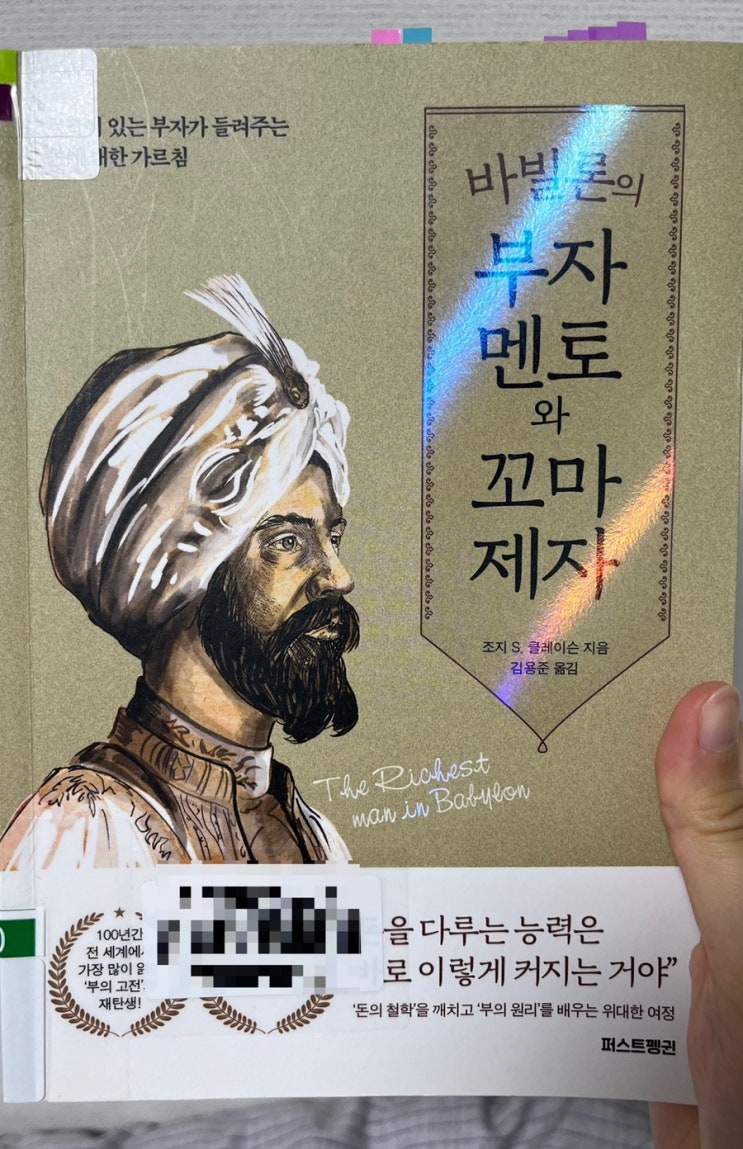 있는 부자가 들려주는
대한 가르침
바빌론의
부자
멘토
와
꼬마
제자
조지 S. 클레이슨 지음
김용준 옮김
The Richest
man in Babylon
100년간
전 세계에서
가장 많이
‘부의 고전’
재탄생!
을 다루는 능력은
이렇게 커지는 거야”
‘돈의 철학’을 깨치고 ‘부의 원리’를 배우는 위대한 여정
퍼스트펭귄